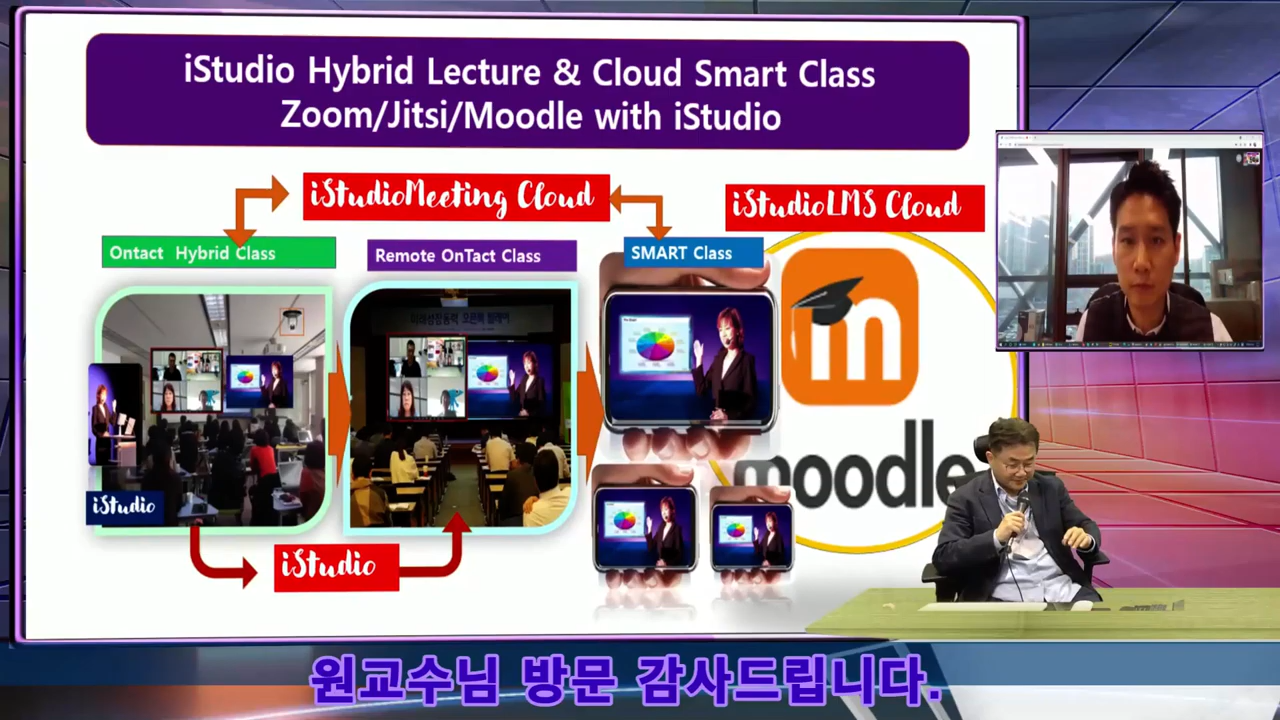 iStudio Hybrid Lecture & Cloud Smart Class
Zoom/Jitsi/Moodle with iStudio
iStudioMeeting Cloud
iStudioLMS Cloud
Ontact Hybrid Class
Remote OnTact Class
SMART Class
iStudio
iStudio
moodle
원교수님 방문 감사드립니다.